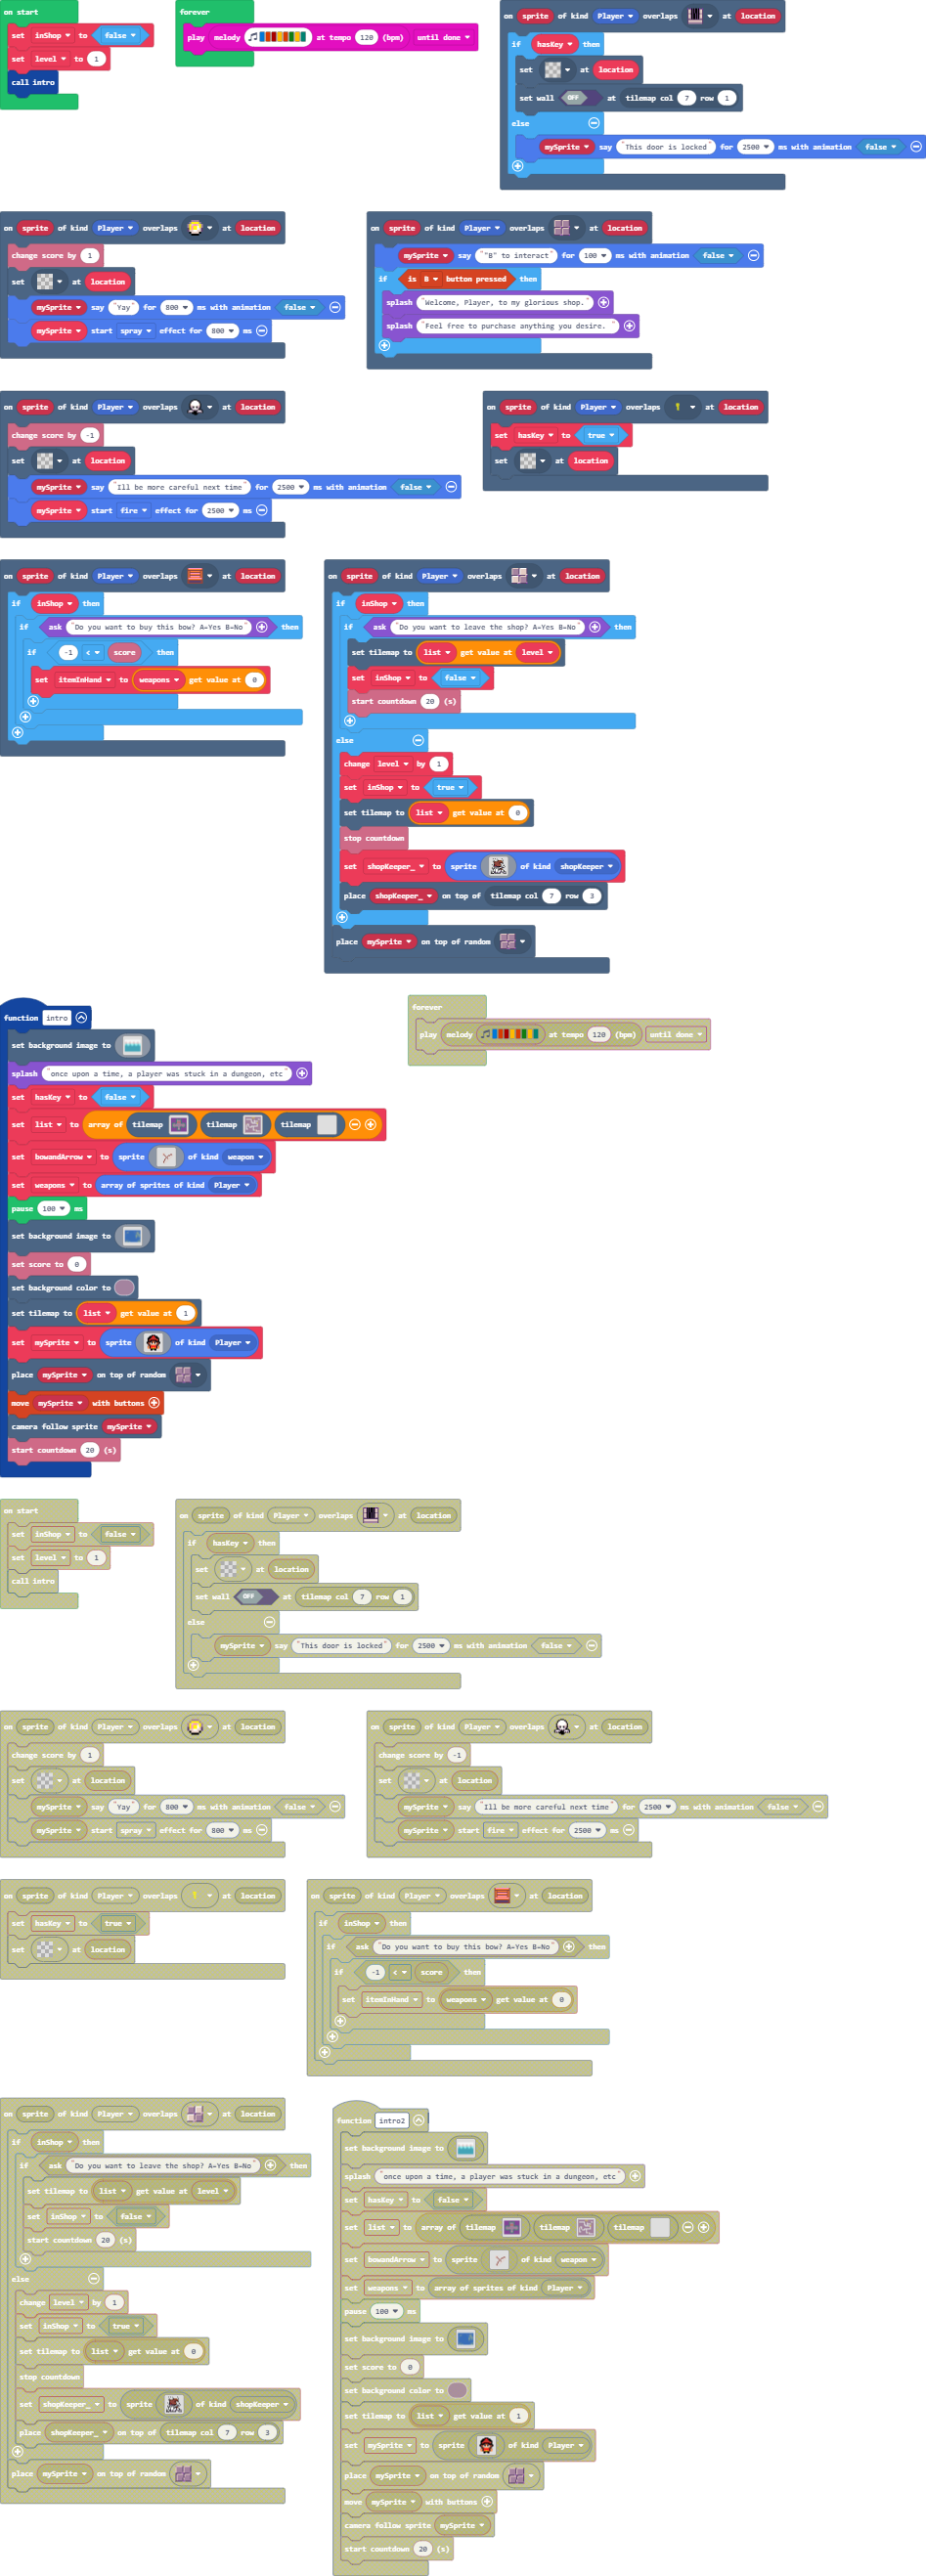 on start
set inShop to false
set level to 1
call intro
forever
play melody at tempo 120 (bpm) until done
on sprite of kind Player overlaps at location
if hasKey then
set at location
set wall OFF at tilemap col 7 row 1
else
mySprite say "This door is locked" for 2500 ms with animation false
on sprite of kind Player overlaps at location
change score by 1
set at location
mySprite say "Yay" for 800 ms with animation false
mySprite start spray effect for 800 ms
on sprite of kind Player overlaps at location
mySprite say ""B" to interact" for 100 ms with animation false
if is B button pressed then
splash "Welcome, Player, to my glorious shop."
splash "Feel free to purchase anything you desire. "
on sprite of kind Player overlaps at location
change score by -1
set at location
mySprite say "Ill be more careful next time" for 2500 ms with animation false
mySprite start fire effect for 2500 ms
on sprite of kind Player overlaps at location
set hasKey to true
set at location
on sprite of kind Player overlaps at location
if inShop then
if ask "Do you want to buy this bow? A=Yes B=No" then
if -1 < score then
set itemInHand to weapons get value at 0
on sprite of kind Player overlaps at location
if inShop then
if ask "Do you want to leave the shop? A=Yes B=No" then
set tilemap to list get value at level
set inShop to false
start countdown 20 (s)
else
change level by 1
set inShop to true
set tilemap to list get value at 0
stop countdown
set shopKeeper_ to sprite of kind shopKeeper
place shopKeeper_ on top of tilemap col 7 row 3
place mySprite on top of random
function intro
set background image to
splash "once upon a time, a player was stuck in a dungeon, etc"
set hasKey to false
set list to array of tilemap tilemap tilemap
set bowandArrow to sprite of kind weapon
set weapons to array of sprites of kind Player
pause 100 ms
set background image to
set score to 0
set background color to
set tilemap to list get value at 1
set mySprite to sprite of kind Player
place mySprite on top of random
move mySprite with buttons
camera follow sprite mySprite
start countdown 20 (s)
forever
play melody at tempo 120 (bpm) until done
on start
set inShop to false
set level to 1
call intro
on sprite of kind Player overlaps at location
if hasKey then
set at location
set wall OFF at tilemap col 7 row 1
else
mySprite say "This door is locked" for 2500 ms with animation false
on sprite of kind Player overlaps at location
change score by 1
set at location
mySprite say "Yay" for 800 ms with animation false
mySprite start spray effect for 800 ms
on sprite of kind Player overlaps at location
change score by -1
set at location
mySprite say "Ill be more careful next time" for 2500 ms with animation false
mySprite start fire effect for 2500 ms
on sprite of kind Player overlaps at location
set hasKey to true
set at location
on sprite of kind Player overlaps at location
if inShop then
if ask "Do you want to buy this bow? A=Yes B=No" then
if -1 < score then
set itemInHand to weapons get value at 0
on sprite of kind Player overlaps at location
if inShop then
if ask "Do you want to leave the shop? A=Yes B=No" then
set tilemap to list get value at level
set inShop to false
start countdown 20 (s)
else
change level by 1
set inShop to true
set tilemap to list get value at 0
stop countdown
set shopKeeper_ to sprite of kind shopKeeper
place shopKeeper_ on top of tilemap col 7 row 3
place mySprite on top of random
function intro2
set background image to
splash "once upon a time, a player was stuck in a dungeon, etc"
set hasKey to false
set list to array of tilemap tilemap tilemap
set bowandArrow to sprite of kind weapon
set weapons to array of sprites of kind Player
pause 100 ms
set background image to
set score to 0
set background color to
set tilemap to list get value at 1
set mySprite to sprite of kind Player
place mySprite on top of random
move mySprite with buttons
camera follow sprite mySprite
start countdown 20 (s)